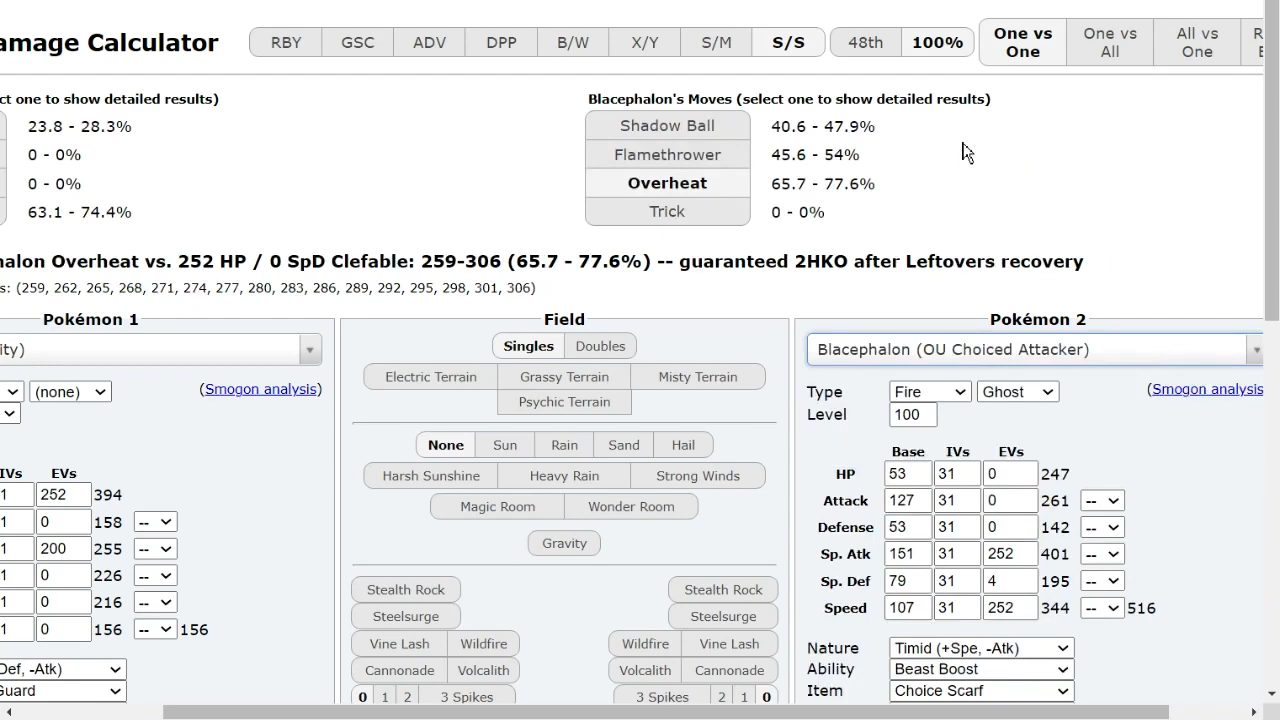 amage Calculator
RBY GSC ADV DPP B/W X/Y S/M S/S 48th 100% One vs One One vs All All vs One R E
ct one to show detailed results)
23.8 - 28.3%
0 - 0%
0 - 0%
63.1 - 74.4%
Blacephalon's Moves (select one to show detailed results)
Shadow Ball 40.6 - 47.9%
Flamethrower 45.6 - 54%
Overheat 65.7 - 77.6%
Trick 0 - 0%
halon Overheat vs. 252 HP / 0 SpD Clefable: 259-306 (65.7 - 77.6%) -- guaranteed 2HKO after Leftovers recovery
s: (259, 262, 265, 268, 271, 274, 277, 280, 283, 286, 289, 292, 295, 298, 301, 306)
Pokémon 1
ity)
(none) (Smogon analysis)
IVs EVs
1 252 394
1 0 158 --
1 200 255 --
1 0 226 --
1 0 216 --
1 0 156 -- 156
Def, -Atk)
Guard
Field
Singles Doubles
Electric Terrain Grassy Terrain Misty Terrain
Psychic Terrain
None Sun Rain Sand Hail
Harsh Sunshine Heavy Rain Strong Winds
Magic Room Wonder Room
Gravity
Stealth Rock Stealth Rock
Steelsurge Steelsurge
Vine Lash Wildfire Wildfire Vine Lash
Cannonade Volcalith Volcalith Cannonade
0 1 2 3 Spikes 3 Spikes 2 1 0
Pokémon 2
Blacephalon (OU Choiced Attacker)
Type Fire Ghost (Smogon analysis
Level 100
Base IVs EVs
HP 53 31 0 247
Attack 127 31 0 261 --
Defense 53 31 0 142 --
Sp. Atk 151 31 252 401 --
Sp. Def 79 31 4 195 --
Speed 107 31 252 344 -- 516
Nature Timid (+Spe, -Atk)
Ability Beast Boost
Item Choice Scarf